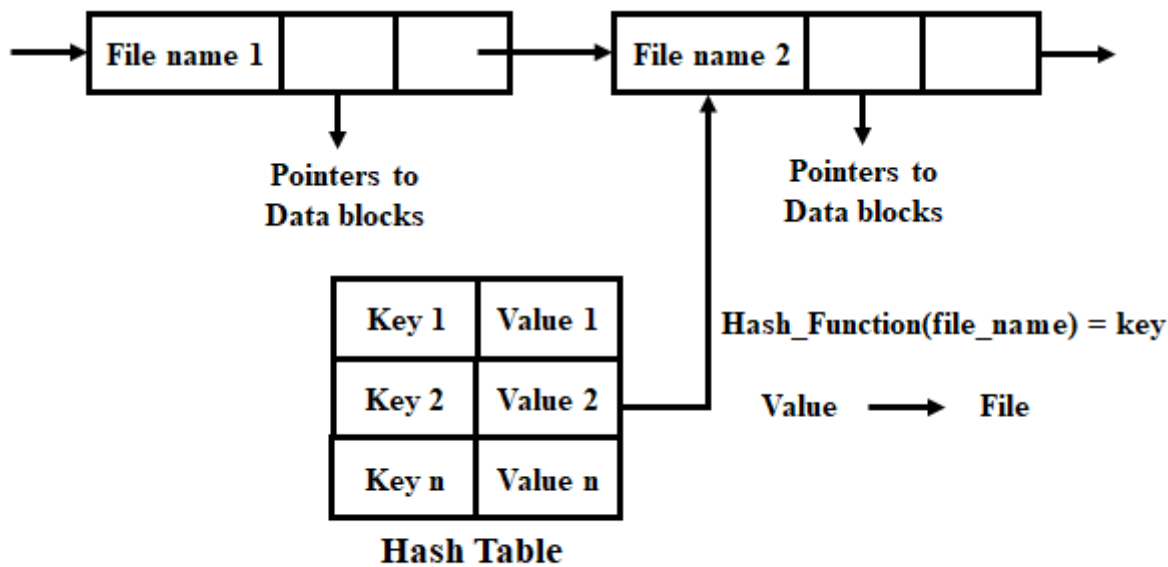 File name 1
File name 2
Pointers to
Data blocks
Pointers to
Data blocks
Key 1 Value 1
Key 2 Value 2
Key n Value n
Hash Table
Hash_Function(file_name) = key
Value File